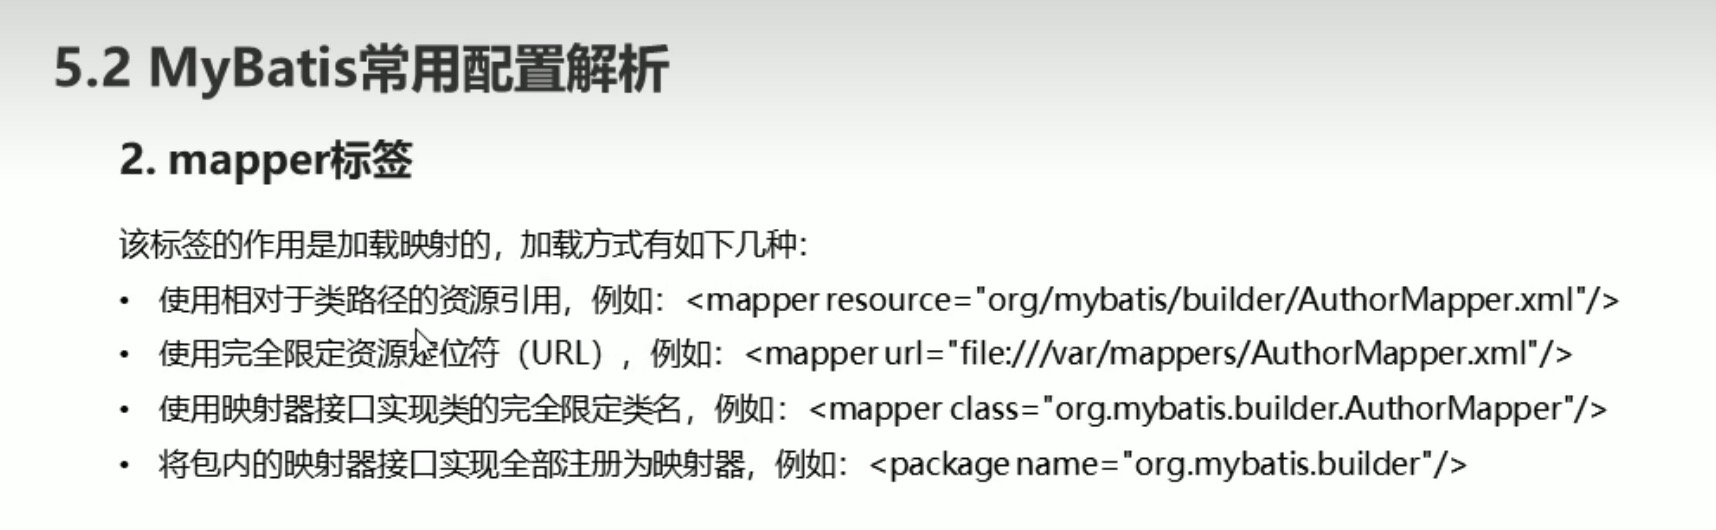 5.2 MyBatis常用配置解析
2. mapper标签
该标签的作用是加载映射的，加载方式有如下几种：
• 使用相对于类路径的资源引用，例如：<mapper resource="org/mybatis/builder/AuthorMapper.xml"/>
• 使用完全限定资源定位符（URL），例如：<mapper url="file:///var/mappers/AuthorMapper.xml"/>
• 使用映射器接口实现类的完全限定类名，例如：<mapper class="org.mybatis.builder.AuthorMapper"/>
• 将包内的映射器接口实现全部注册为映射器，例如：<package name="org.mybatis.builder"/>